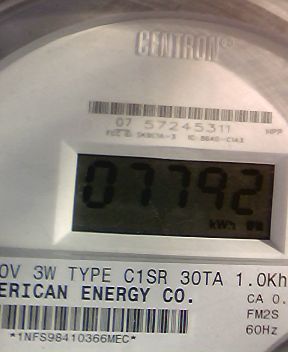 CENTRON®
07 57245311
HPP
07792
kWh
0V 3W TYPE C1SR 30TA 1.0Kh
ERICAN ENERGY CO.
CA 0.
FM2S
*1NFS98410366MEC*
60Hz